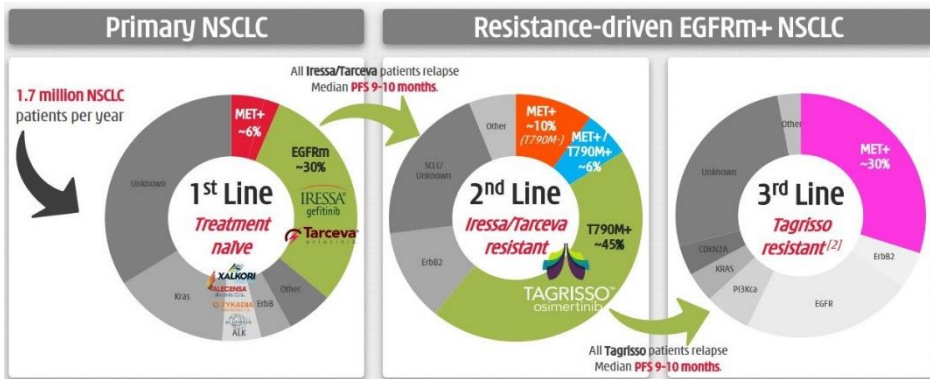 Primary NSCLC
Resistance-driven EGFRm+ NSCLC
1.7 million NSCLC
patients per year
All Iressa/Tarceva patients relapse
Median PFS 9-10 months.
MET+
~6%
EGFRm
~30%
IRESSA®
gefitinib
Tarceva®
erlotinib
Other
ErbB
ALK
XALKORI
ALECENSA
ZYKADIA
Kras
Unknown
1st Line
Treatment
naïve
Other
MET+
~10%
(T790M-)
MET+ /
T790M+
~6%
T790M+
~45%
TAGRISSO™
osimertinib
ErbB2
SCLC/
Unknown
2nd Line
Iressa/Tarceva
resistant
All Tagrisso patients relapse
Median PFS 9-10 months.
Other
MET+
~30%
ErbB2
EGFR
PI3Kca
KRAS
CDKN2A
Unknown
3rd Line
Tagrisso
resistant[2]